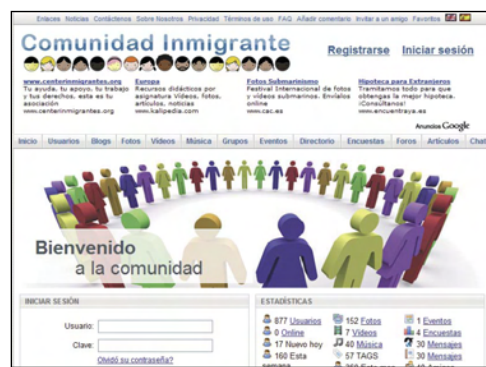 Enlaces Noticias Contáctenos Sobre Nosotros Privacidad Términos de uso FAQ Añadir comentario Invitar a un amigo Favoritos
Comunidad Inmigrante
Registrarse Iniciar sesión
www.centerinmigrantes.org
Tu ayuda, tu apoyo, tu trabajo
y tus derechos, esta es tu
asociación
www.centerinmigrantes.org
Europa
Recursos didácticos por
asignatura Vídeos, fotos,
artículos, noticias
www.kalipedia.com
Fotos Submarinismo
Festival Internacional de fotos
y vídeos submarinos. Envíalos
online
www.cac.es
Hipoteca para Extranjeros
Tramitamos todo para que
obtengas la mejor hipoteca.
¡Consúltanos!
www.encuentraya.es
Anuncios Google
Inicio Usuarios Blogs Fotos Vídeos Música Grupos Eventos Directorio Encuestas Foros Artículos Chat
Bienvenido
a la comunidad
INICIAR SESIÓN
Usuario:
Clave:
Olvidó su contraseña?
ESTADÍSTICAS
877 Usuarios 152 Fotos 1 Eventos
0 Online 7 Vídeos 4 Encuestas
17 Nuevo hoy 40 Música 30 Mensajes
160 Esta 57 TAGS 1 Mensajes